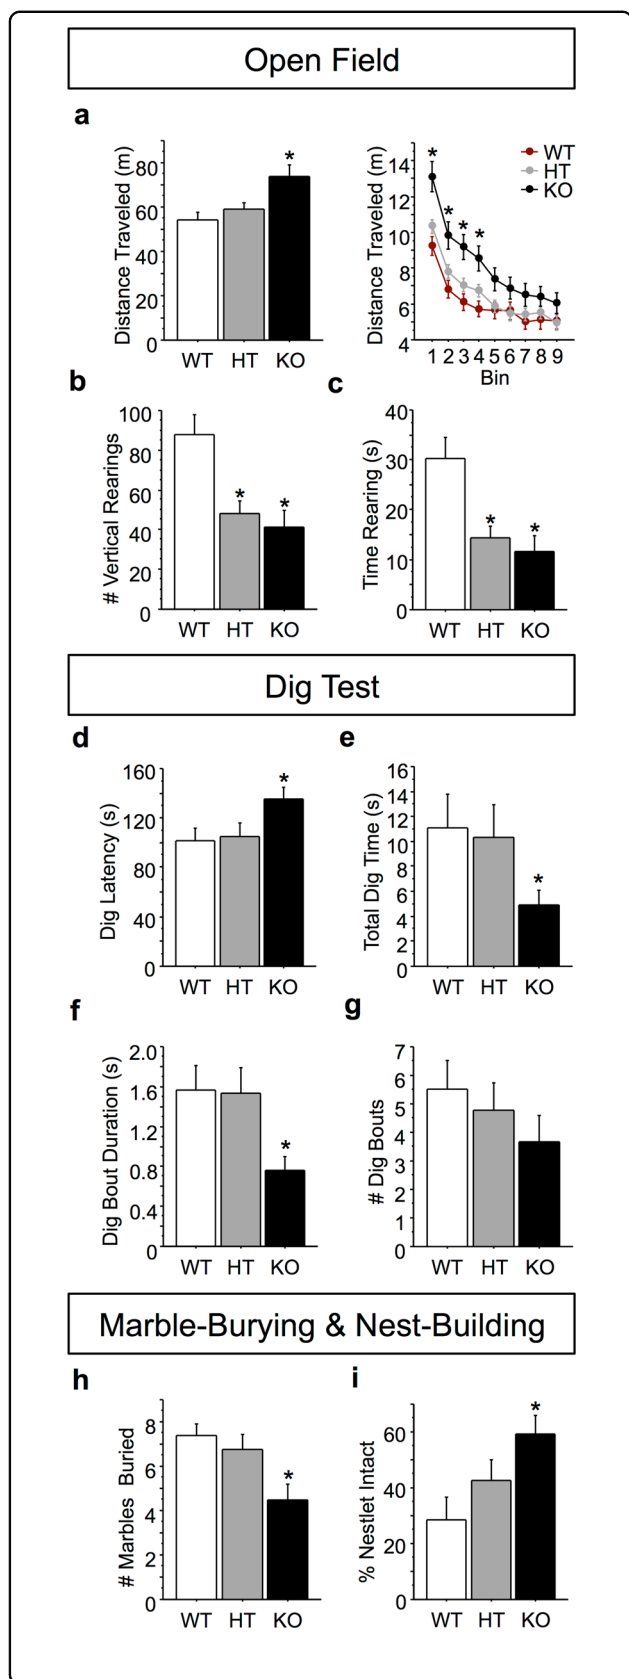 Open Field
a
Distance Traveled (m)
80
60
40
20
0
*
WT HT KO
Distance Traveled (m)
14
12
10
8
6
4
* * * *
WT
HT
KO
1 2 3 4 5 6 7 8 9
Bin
b
# Vertical Rearings
100
80
60
40
20
0
* *
WT HT KO
c
Time Rearing (s)
40
30
20
10
0
* *
WT HT KO
Dig Test
d
Dig Latency (s)
160
120
80
40
0
*
WT HT KO
e
Total Dig Time (s)
16
14
12
10
8
6
4
2
0
*
WT HT KO
f
Dig Bout Duration (s)
2.0
1.6
1.2
0.8
0.4
0
*
WT HT KO
g
# Dig Bouts
7
6
5
4
3
2
1
0
WT HT KO
Marble-Burying & Nest-Building
h
# Marbles Buried
8
6
4
2
0
*
WT HT KO
i
% Nestlet Intact
60
40
20
0
*
WT HT KO